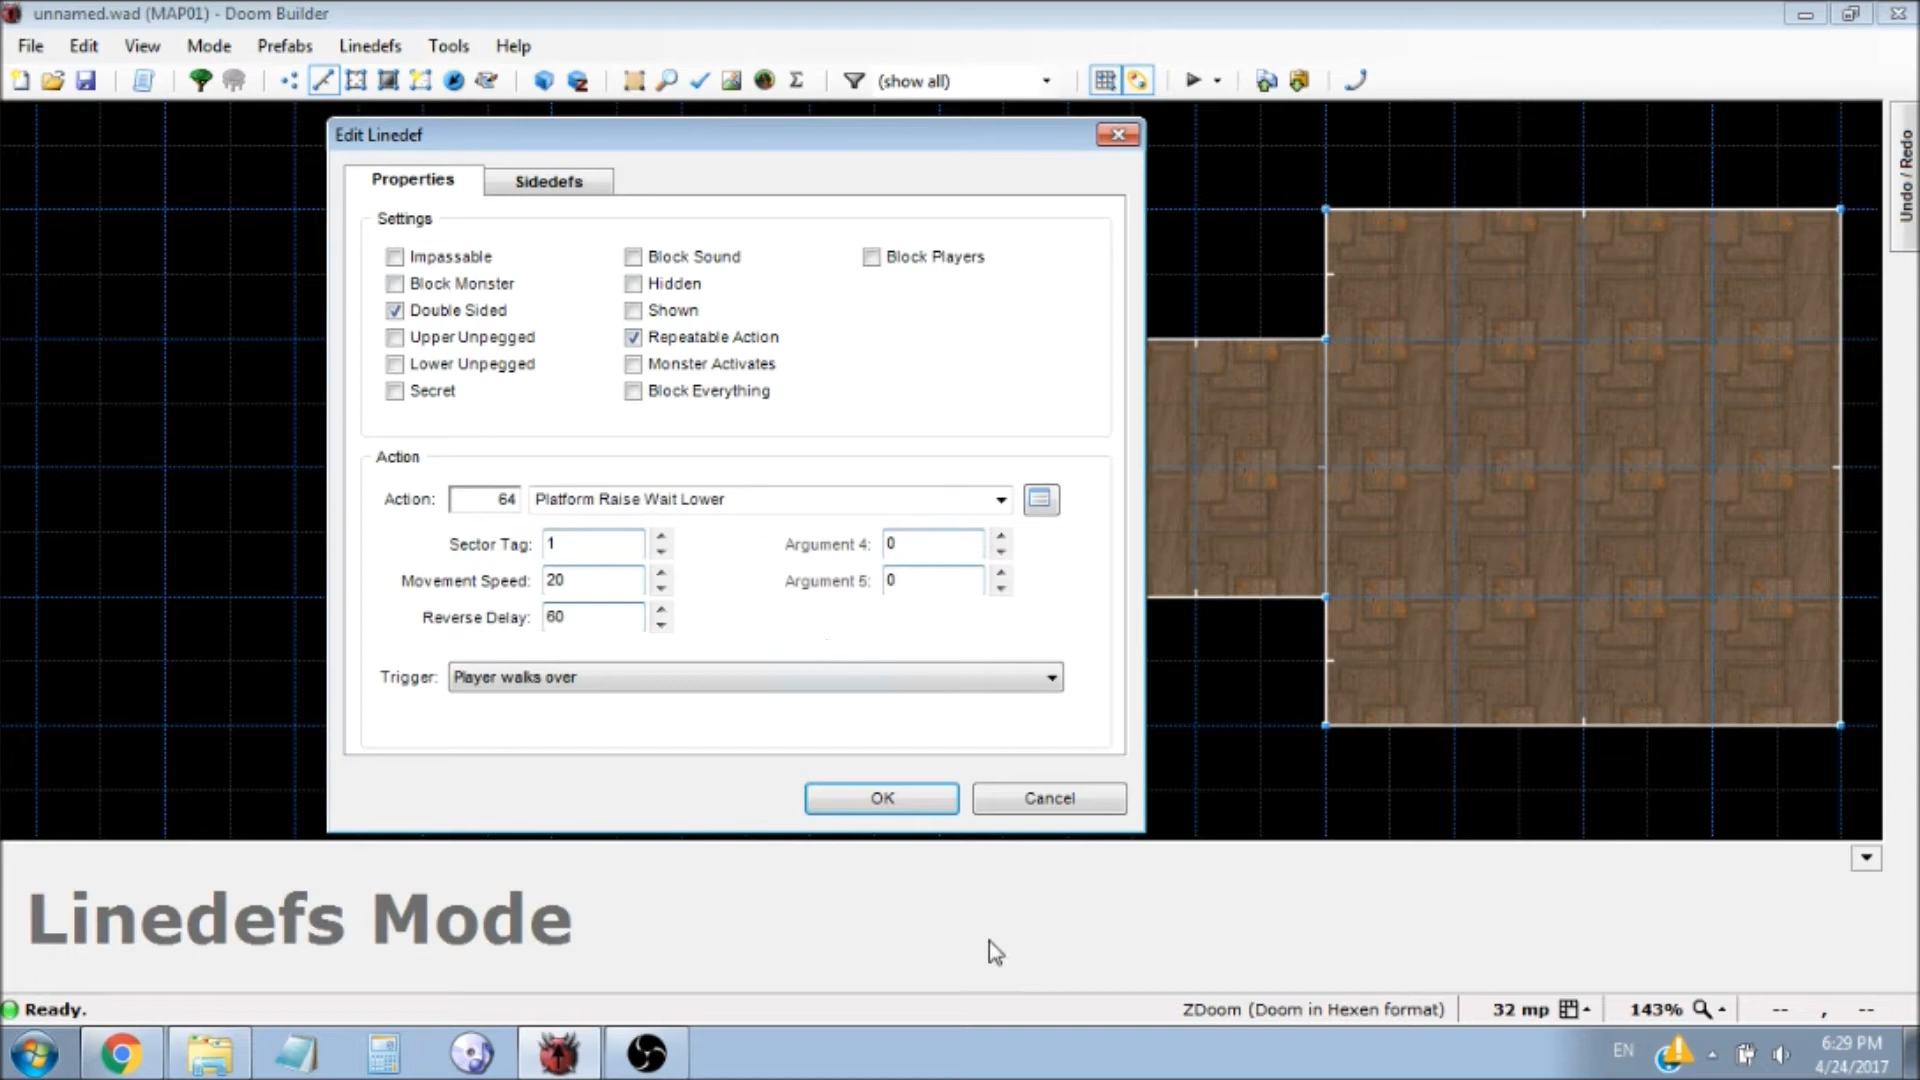 unnamed.wad (MAP01) - Doom Builder
File Edit View Mode Prefabs Linedefs Tools Help
(show all)
Undo / Redo
Edit Linedef
Properties Sidedefs
Settings
Impassable Block Sound Block Players
Block Monster Hidden
Double Sided Shown
Upper Unpegged Repeatable Action
Lower Unpegged Monster Activates
Secret Block Everything
Action
Action: 64 Platform Raise Wait Lower
Sector Tag: 1 Argument 4: 0
Movement Speed: 20 Argument 5: 0
Reverse Delay: 60
Trigger: Player walks over
OK Cancel
Linedefs Mode
Ready. ZDoom (Doom in Hexen format) 32 mp 143% -- , --
EN 6:29 PM
4/24/2017